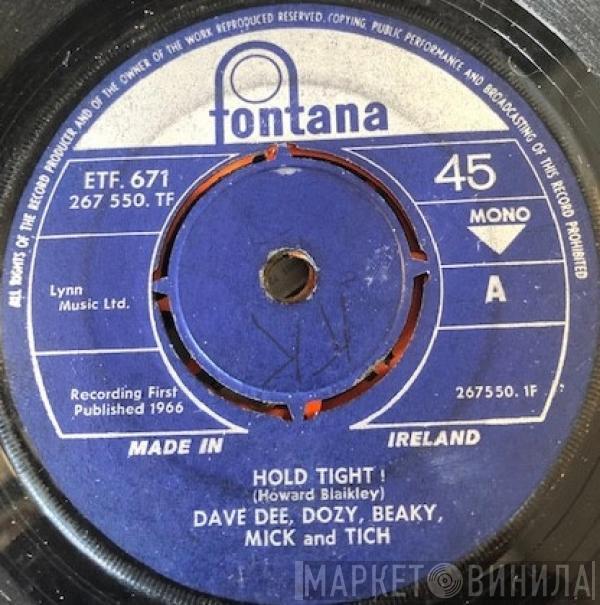 ALL RIGHTS OF THE RECORD PRODUCER AND OF THE OWNER OF THE WORK REPRODUCED RESERVED. COPYING, PUBLIC PERFORMANCE AND BROADCASTING OF THIS RECORD PROHIBITED
fontana
ETF. 671
267 550. TF
45
MONO
Lynn
Music Ltd.
A
Recording First
Published 1966
267550. 1F
MADE IN
IRELAND
HOLD TIGHT !
(Howard Blaikley)
DAVE DEE, DOZY, BEAKY,
MICK and TICH
МАРКЕТ ВИНИЛА